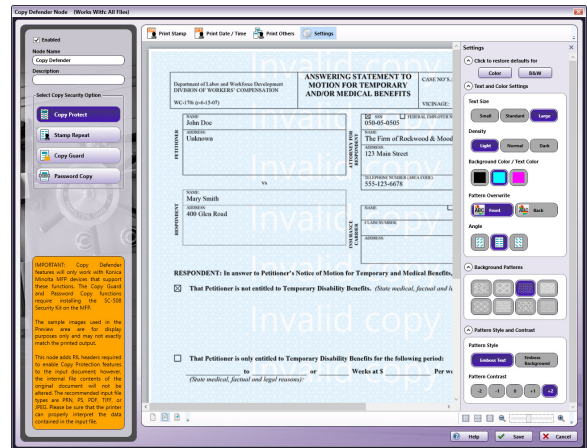 Copy Defender Node (Works With: All Files)
Enabled
Node Name
Copy Defender
Description
Select Copy Security Option
Copy Protect
Stamp Repeat
Copy Guard
Password Copy
IMPORTANT: Copy Defender
features will only work with Konica
Minolta MFP devices that support
these functions. The Copy Guard
and Password Copy functions
require installing the SC-508
Security Kit on the MFP.
The sample images used in the
Preview area are for display
purposes only and may not exactly
match the printed output.
This node adds PJL headers required
to enable Copy Protection features
to the input document; however,
the internal file contents of the
original document will not be
altered. The recommended input file
types are PRN, PS, PDF, TIFF, or
JPEG. Please be sure that the printer
can properly interpret the data
contained in the input file.
Print Stamp
Print Date / Time
Print Others
Settings
Invalid copy
Department of Labor and Workforce Development
DIVISION OF WORKERS' COMPENSATION
WC-170i (r-6-15-07)
ANSWERING STATEMENT TO
MOTION FOR TEMPORARY
AND/OR MEDICAL BENEFITS
CASE NO'S.
VICINAGE:
PETITIONER
NAME
John Doe
ADDRESS:
Unknown
VS
RESPONDENT
NAME:
Mary Smith
ADDRESS:
400 Glen Road
ATTORNEY FOR
RESPONDENT
SSN
FEDERAL EMPLOYER
050-05-0505
NAME
The Firm of Rockwood & Mood
ADDRESS:
123 Main Street
TELEPHONE NUMBER (AREA CODE)
555-123-6678
INSURANCE
CARRIER
NAME
CLAIM NUMBER
ADDRESS:
RESPONDENT: In answer to Petitioner's Notice of Motion for Temporary and Medical Benefits,
That Petitioner is not entitled to Temporary Disability Benefits. (State medical, factual and
Invalid copy
That Petitioner is only entitled to Temporary Disability Benefits for the following period:
to
or
Weeks at $
Per
(State medical, factual and legal reasons):
Settings
Click to restore defaults for
Color
B&W
Text and Color Settings
Text Size
Small
Standard
Large
Density
Light
Normal
Dark
Background Color / Text Color
Pattern Overwrite
Front
Back
Angle
Background Patterns
Pattern Style and Contrast
Pattern Style
Emboss Text
Emboss
Background
Pattern Contrast
-2
-1
0
+1
+2
Help
Save
Cancel